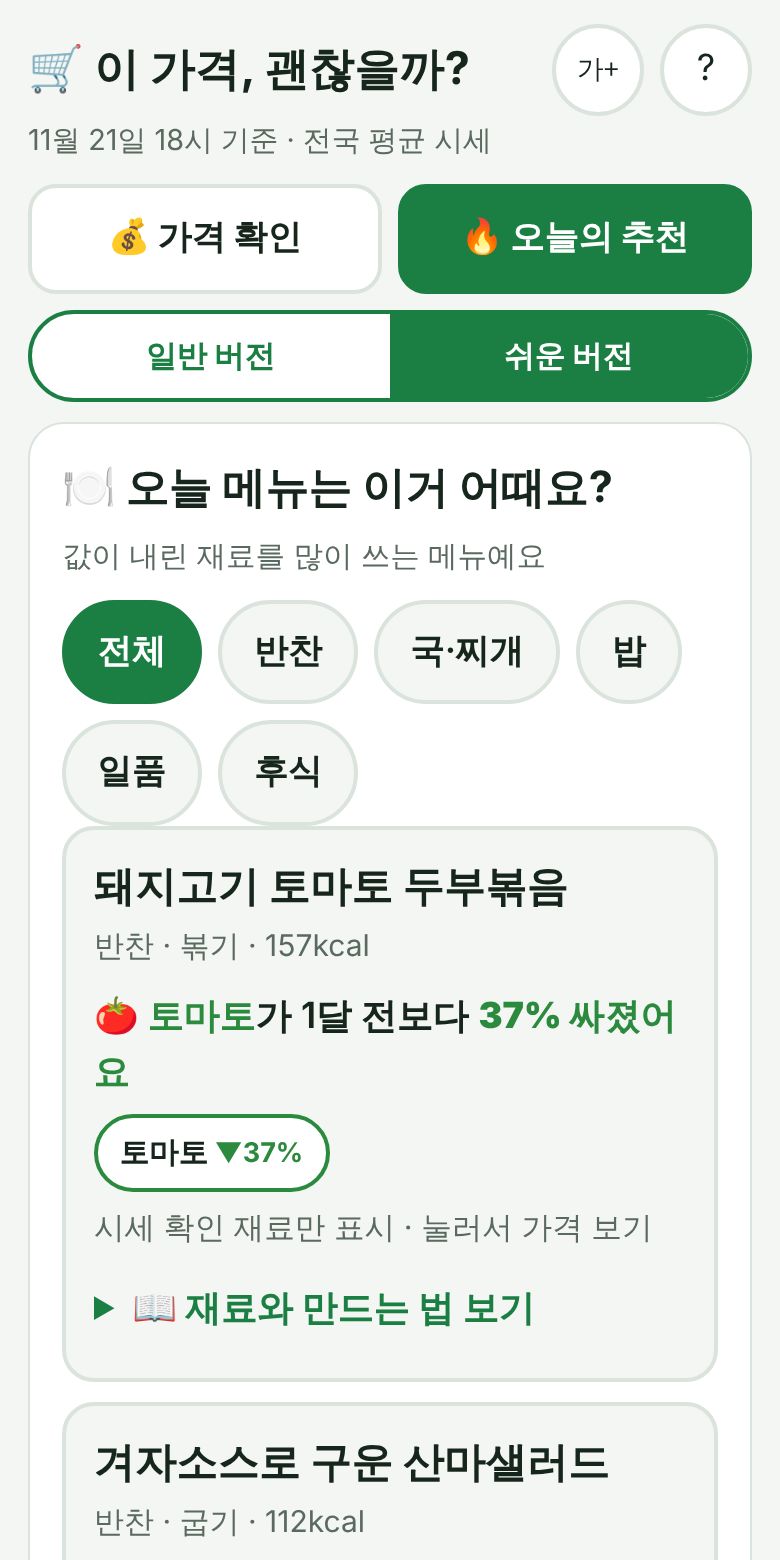 🛒 이 가격, 괜찮을까?
가+
?
11월 21일 18시 기준 · 전국 평균 시세
💰 가격 확인
🔥 오늘의 추천
일반 버전
쉬운 버전
🍽️ 오늘 메뉴는 이거 어때요?
값이 내린 재료를 많이 쓰는 메뉴예요
전체
반찬
국·찌개
밥
일품
후식
돼지고기 토마토 두부볶음
반찬 · 볶기 · 157kcal
🍅 토마토가 1달 전보다 37% 싸졌어
요
토마토 ▼37%
시세 확인 재료만 표시 · 눌러서 가격 보기
▶ 📖 재료와 만드는 법 보기
겨자소스로 구운 산마샐러드
반찬 · 굽기 · 112kcal